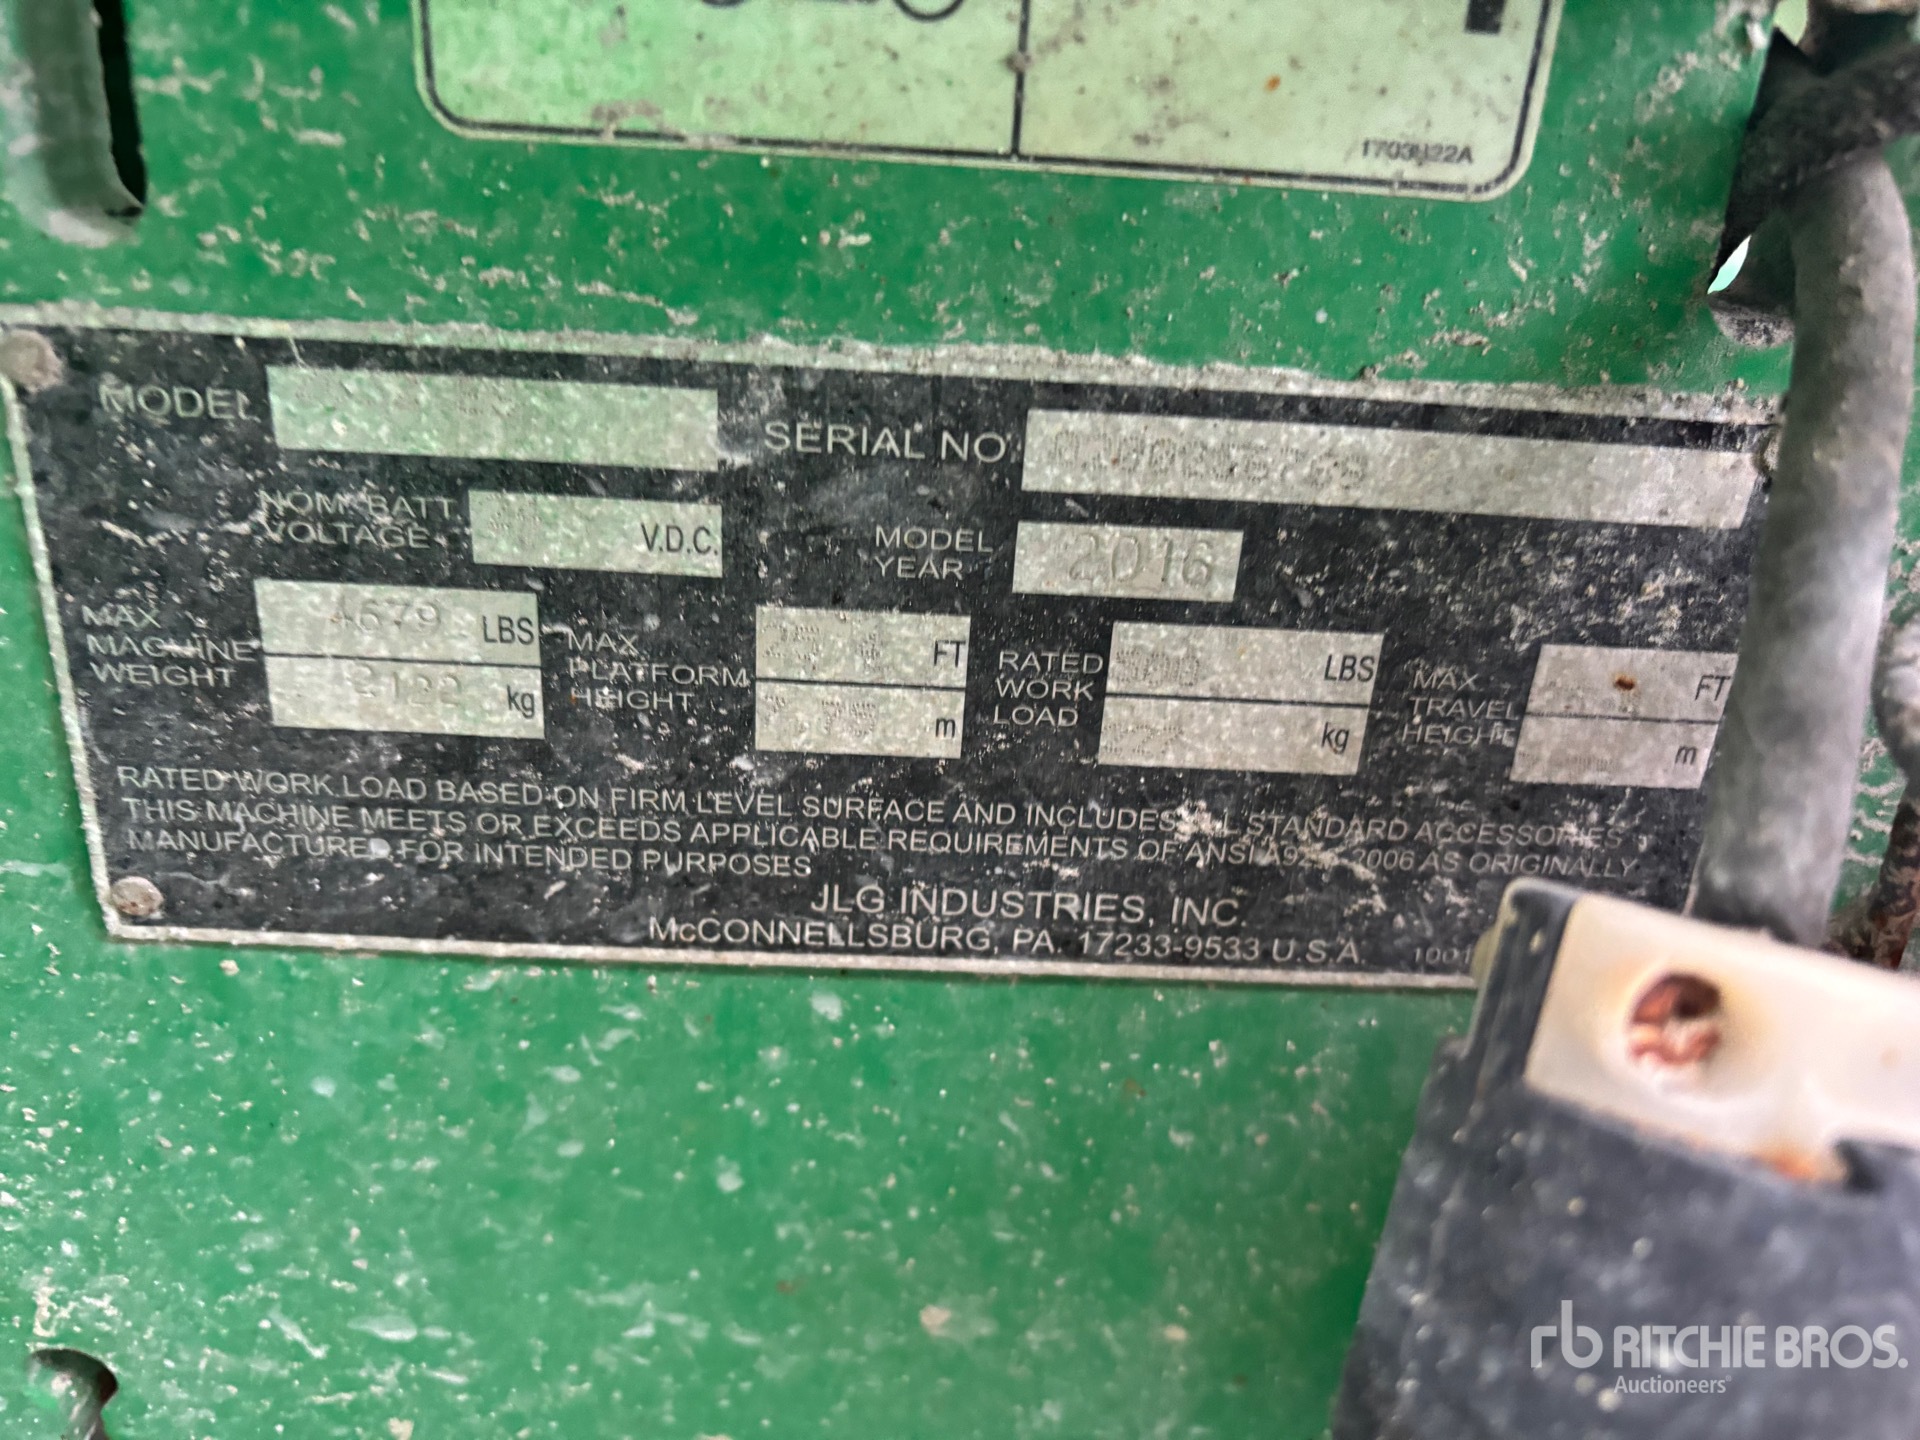 MODEL
SERIAL NO
NOM. BATT. VOLTAGE V.D.C.
MODEL YEAR 2016
MAX MACHINE WEIGHT 4679 LBS
2122 kg
MAX PLATFORM HEIGHT FT
m
RATED WORK LOAD LBS
kg
MAX TRAVEL HEIGHT FT
m
RATED WORK LOAD BASED ON FIRM LEVEL SURFACE AND INCLUDES ALL STANDARD ACCESSORIES
THIS MACHINE MEETS OR EXCEEDS APPLICABLE REQUIREMENTS OF ANSI 2006 AS ORIGINALLY
MANUFACTURED FOR INTENDED PURPOSES
JLG INDUSTRIES, INC.
McCONNELLSBURG, PA. 17233-9533 U.S.A.
rb RITCHIE BROS.
Auctioneers